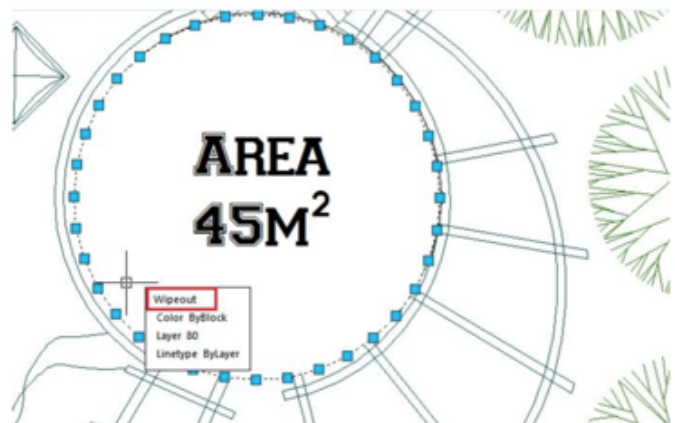 AREA
45M²
Wipeout
Color ByBlock
Layer 80
Linetype ByLayer